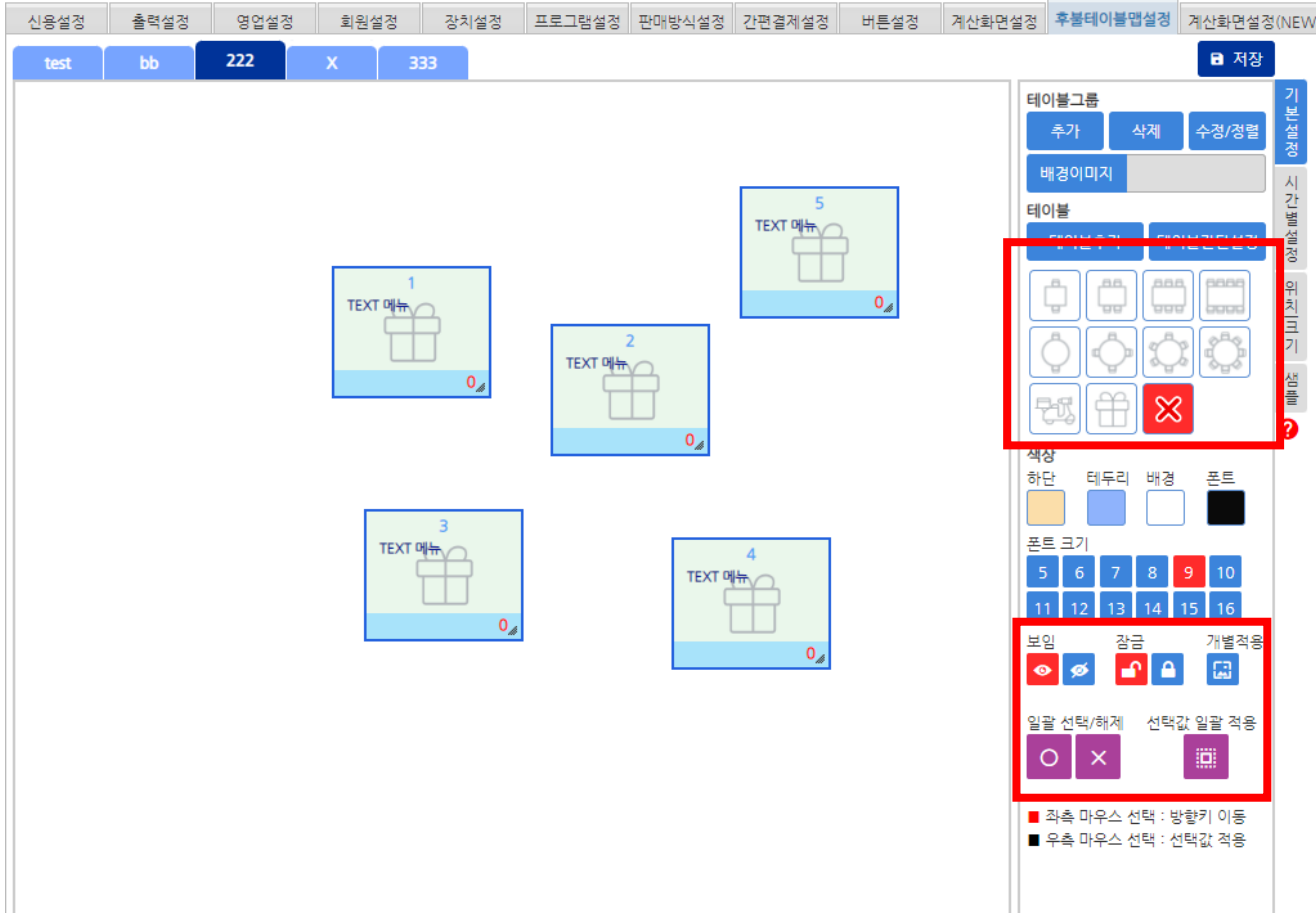 신용설정 출력설정 영업설정 회원설정 장치설정 프로그램설정 판매방식설정 간편결제설정 버튼설정 계산화면설정 후불테이블맵설정 계산화면설정(NEW
test bb 222 X 333 저장
테이블그룹
추가 삭제 수정/정렬
배경이미지
테이블
기본설정
시간별설정
위치|크기
샘플
?
5
TEXT 메뉴
0
1
TEXT 메뉴
0
2
TEXT 메뉴
0
3
TEXT 메뉴
0
4
TEXT 메뉴
0
색상
하단 테두리 배경 폰트
폰트 크기
5 6 7 8 9 10
11 12 13 14 15 16
보임 잠금 개별적용
일괄 선택/해제 선택값 일괄 적용
■ 좌측 마우스 선택 : 방향키 이동
■ 우측 마우스 선택 : 선택값 적용